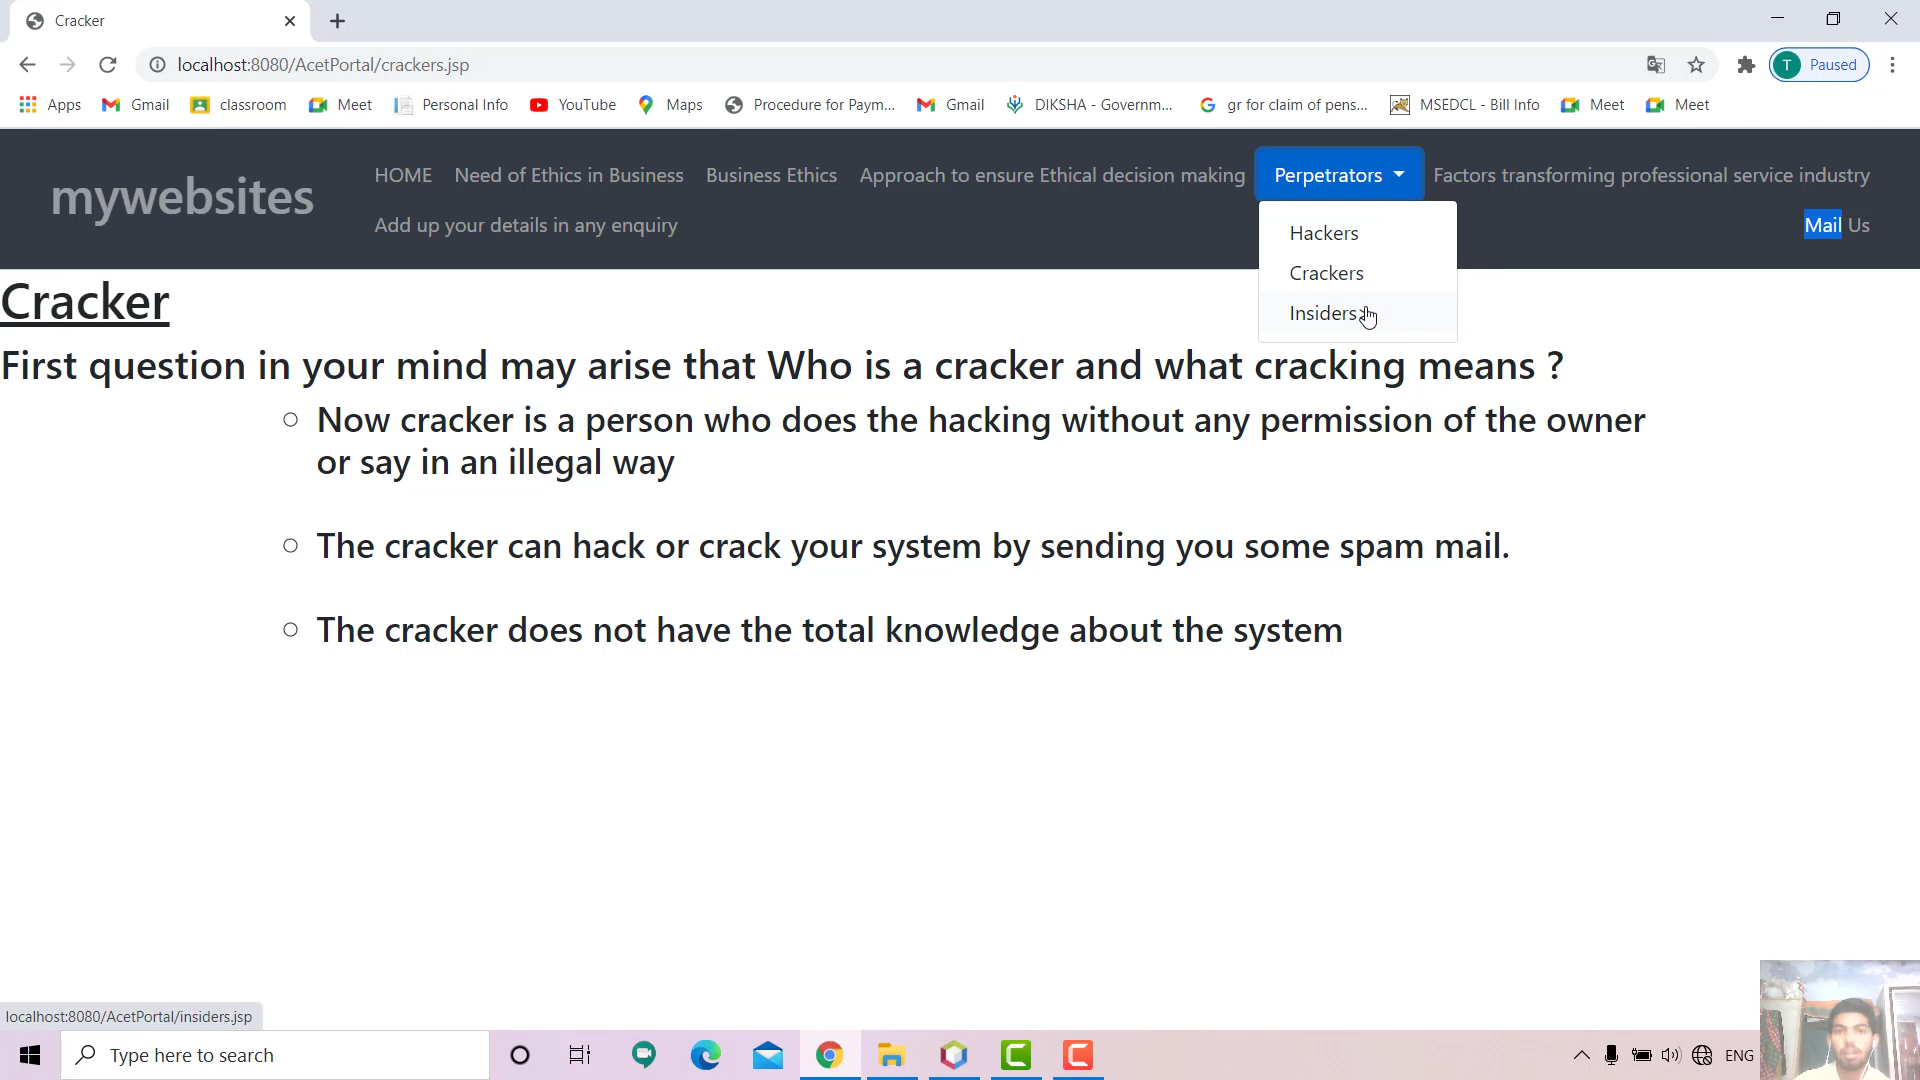 Cracker
localhost:8080/AcetPortal/crackers.jsp
T Paused
Apps Gmail classroom Meet Personal Info YouTube Maps Procedure for Paym... Gmail DIKSHA - Governm... gr for claim of pens... MSEDCL - Bill Info Meet Meet
mywebsites
HOME Need of Ethics in Business Business Ethics Approach to ensure Ethical decision making Perpetrators Factors transforming professional service industry
Add up your details in any enquiry Mail Us
Hackers
Crackers
Insiders
Cracker
First question in your mind may arise that Who is a cracker and what cracking means ?
Now cracker is a person who does the hacking without any permission of the owner
or say in an illegal way
The cracker can hack or crack your system by sending you some spam mail.
The cracker does not have the total knowledge about the system
localhost:8080/AcetPortal/insiders.jsp
Type here to search
ENG